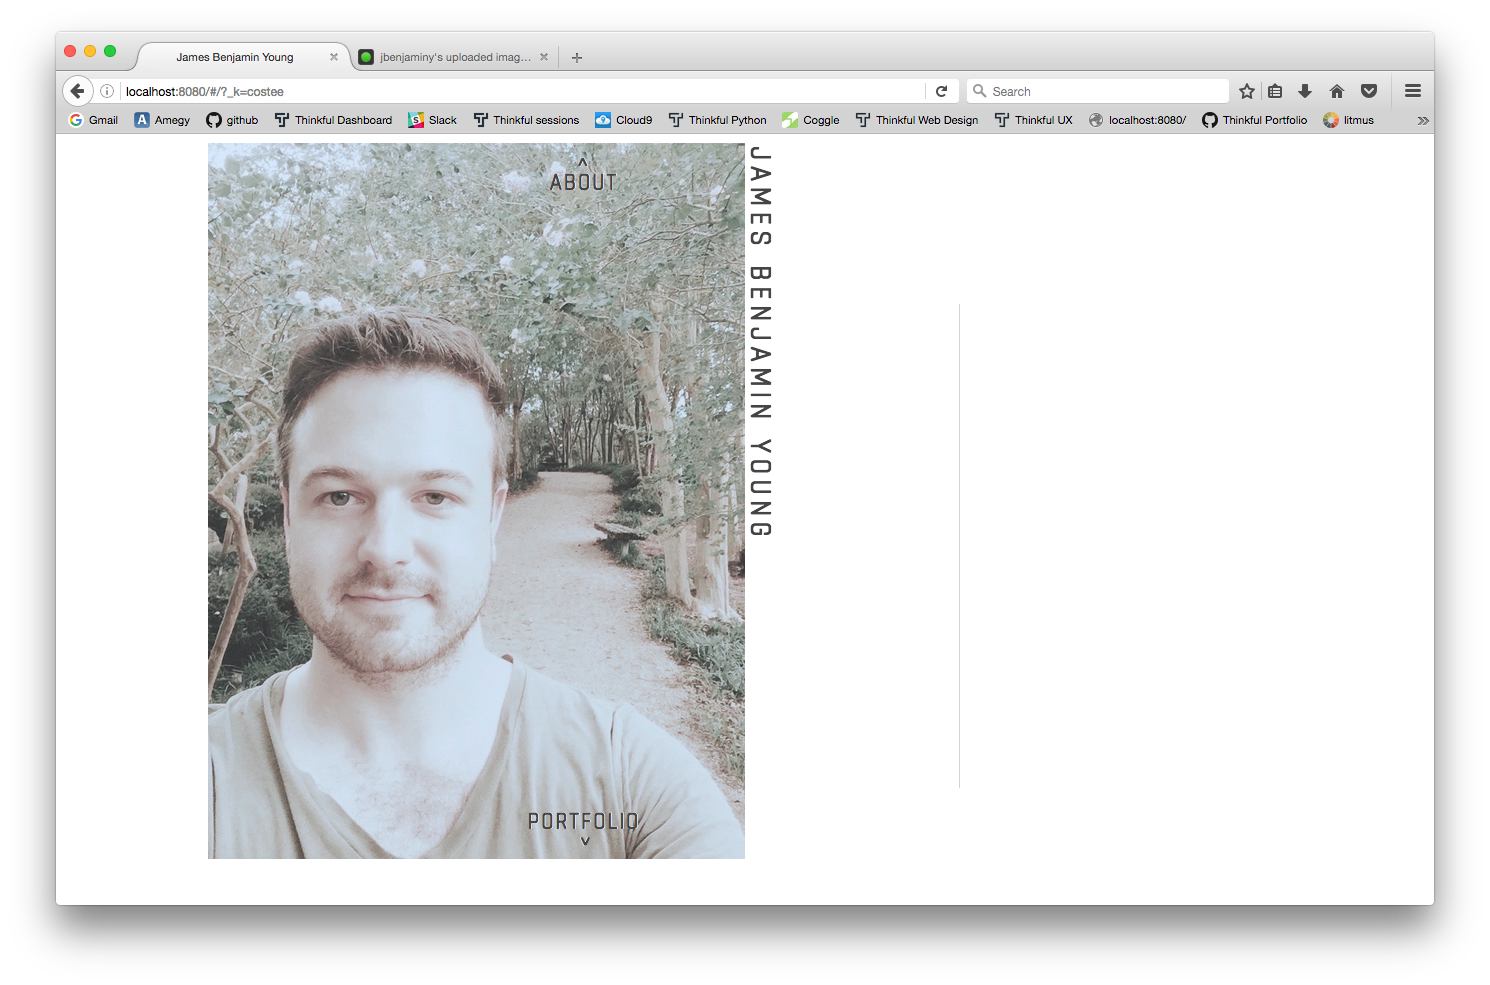 James Benjamin Young
jbenjaminy's uploaded imag...
localhost:8080/#/?_k=costee
Search
Gmail
Amegy
github
Thinkful Dashboard
Slack
Thinkful sessions
Cloud9
Thinkful Python
Coggle
Thinkful Web Design
Thinkful UX
localhost:8080/
Thinkful Portfolio
litmus
ABOUT
JAMES BENJAMIN YOUNG
PORTFOLIO